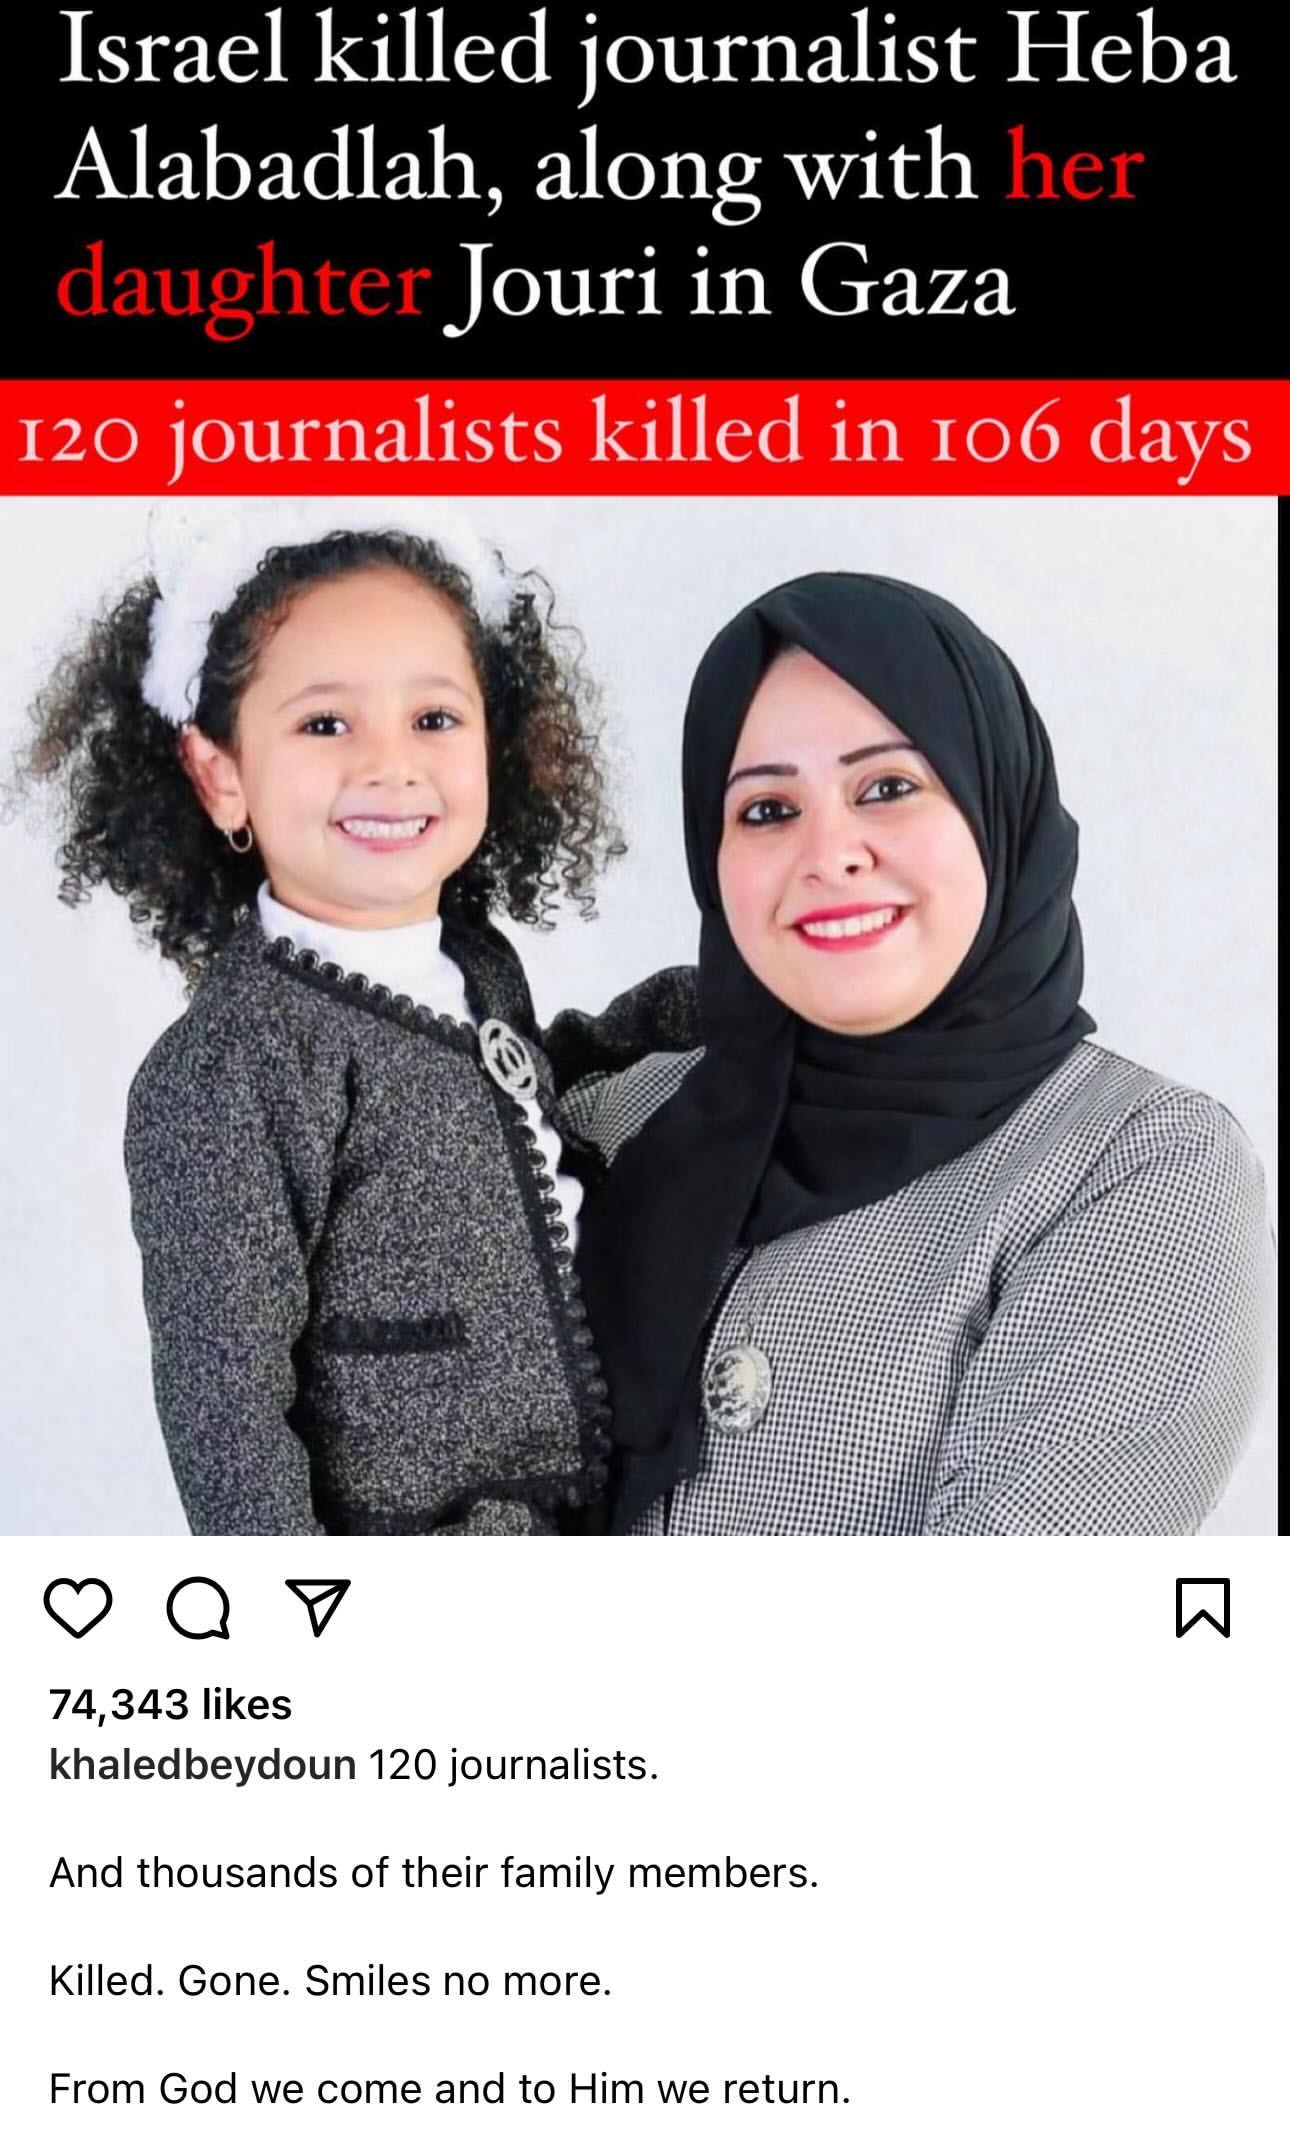 Israel killed journalist Heba
Alabadlah, along with her
daughter Jouri in Gaza
120 journalists killed in 106 days
74,343 likes
khaledbeydoun 120 journalists.
And thousands of their family members.
Killed. Gone. Smiles no more.
From God we come and to Him we return.